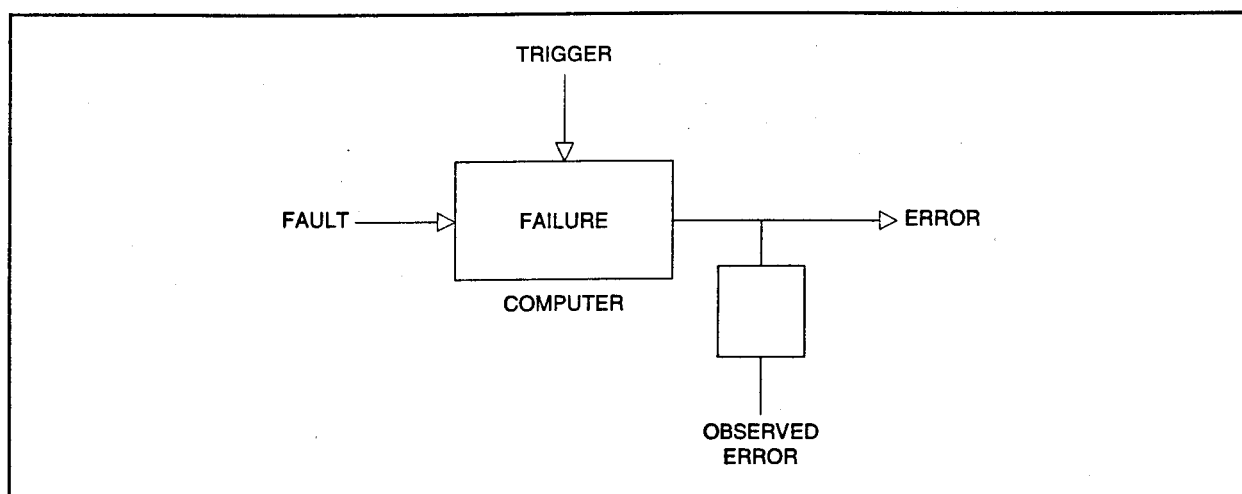 TRIGGER
FAULT
FAILURE
ERROR
COMPUTER
OBSERVED
ERROR